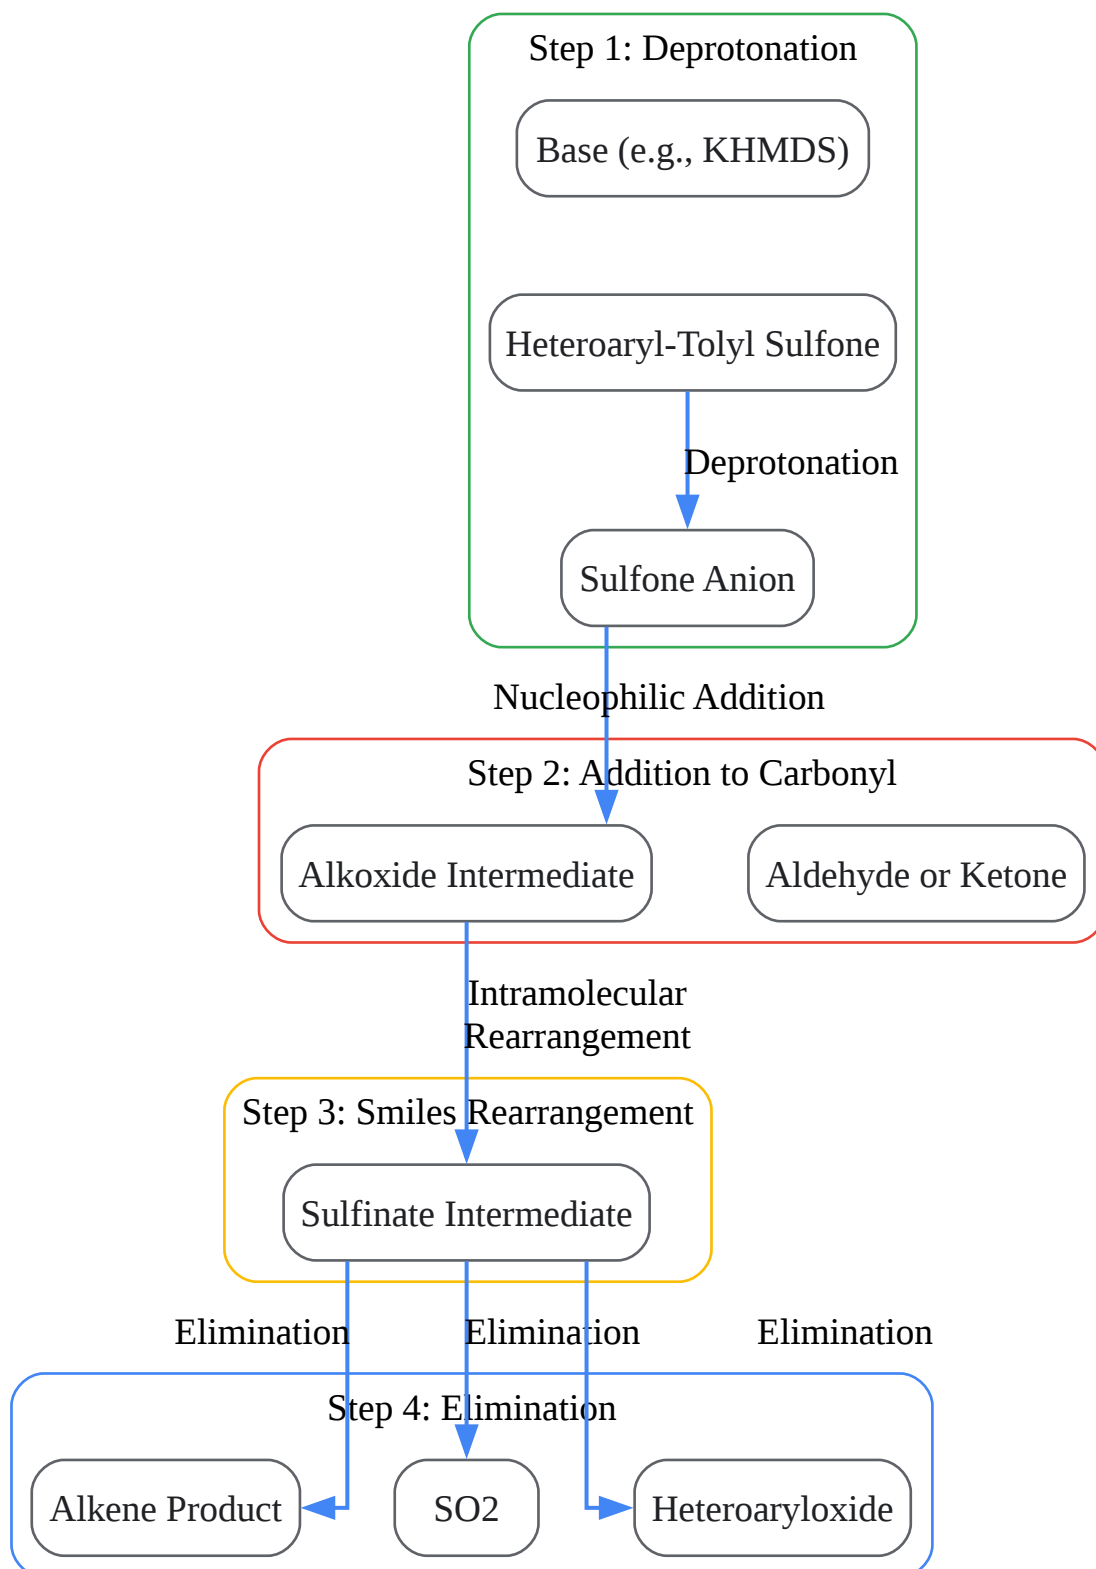 Step 1: Deprotonation
Base (e.g., KHMDS)
Heteroaryl-Tolyl Sulfone
Deprotonation
Sulfone Anion
Nucleophilic Addition
Step 2: Addition to Carbonyl
Alkoxide Intermediate
Aldehyde or Ketone
Intramolecular
Rearrangement
Step 3: Smiles Rearrangement
Sulfinate Intermediate
Elimination
Elimination
Elimination
Step 4: Elimination
Alkene Product
SO2
Heteroaryloxide